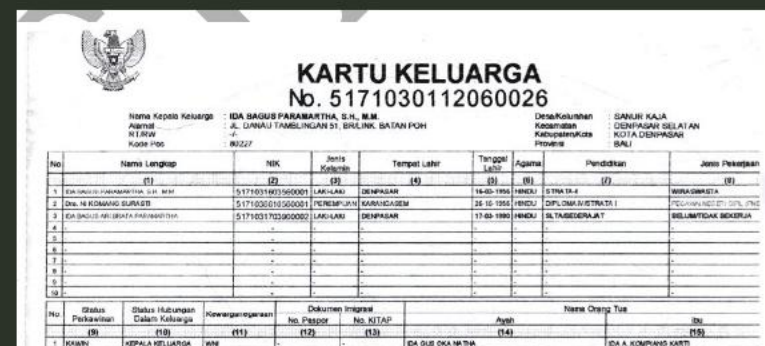 KARTU KELUARGA
No. 5171030112060026
Nama Kepala Keluarga : IDA BAGUS PARAMARTHA, S.H., M.M.
Alamat : JL. DANAU TAMBLINGAN 51, BR/LINK. BATAN POH
RT/RW : -/-
Kode Pos : 80227
Desa/Kelurahan : SANUR KAJA
Kecamatan : DENPASAR SELATAN
Kabupaten/Kota : KOTA DENPASAR
Provinsi : BALI
No Nama Lengkap NIK Jenis Kelamin Tempat Lahir Tanggal Lahir Agama Pendidikan Jenis Pekerjaan
(1) (2) (3) (4) (5) (6) (7) (8)
1 IDA BAGUS PARAMARTHA S.H., M.M 5171031603560001 LAKI-LAKI DENPASAR 16-03-1956 HINDU STRATA-II WIRASWASTA
2 Dra. NI KOMANG SURASTI PEREMPUAN KARANGASEM 26-10-1956 HINDU DIPLOMA IV/STRATA I
3 IDA BAGUS PARAMARTHA 5171031703900002 LAKI-LAKI DENPASAR 17-03-1990 HINDU SLTA/SEDERAJAT BELUM/TIDAK BEKERJA
4 -
5 -
6 -
7 -
8 -
9 -
10 -
No Status Perkawinan Status Hubungan Dalam Keluarga Kewarganegaraan Dokumen Imigrasi Nama Orang Tua
No. Paspor No. KITAP Ayah Ibu
(9) (10) (11) (12) (13) (14) (15)
1 KAWIN KEPALA KELUARGA WNI - - IDA GUS OKA NATHA IDA A. KOMPIANG KARTI